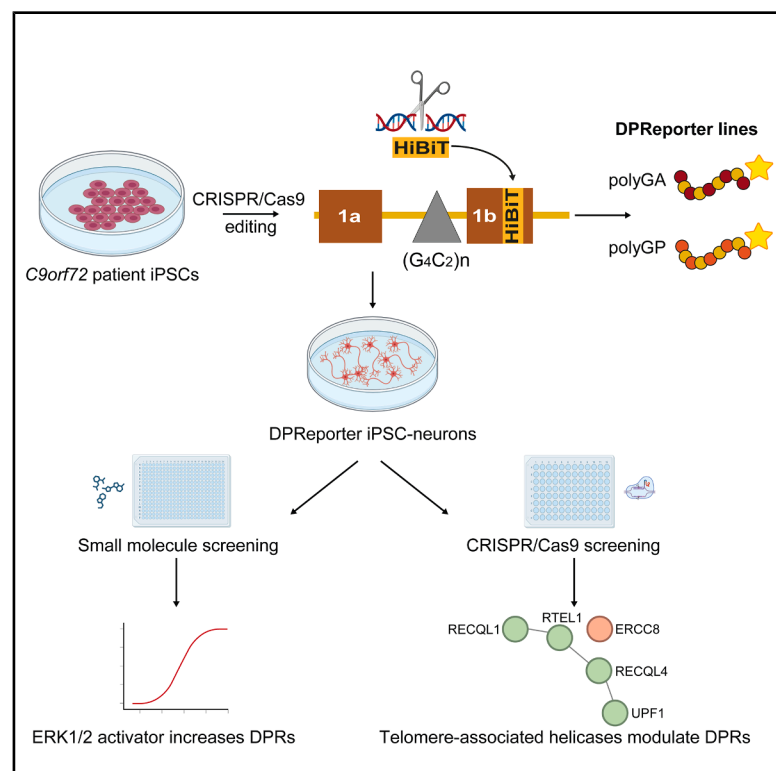 HiBiT
DPReporter lines
CRISPR/Cas9
editing
1a
1b
HiBiT
(G4C2)n
polyGA
polyGP
C9orf72 patient iPSCs
DPReporter iPSC-neurons
Small molecule screening
CRISPR/Cas9 screening
RECQL1
RTEL1
ERCC8
RECQL4
UPF1
ERK1/2 activator increases DPRs
Telomere-associated helicases modulate DPRs